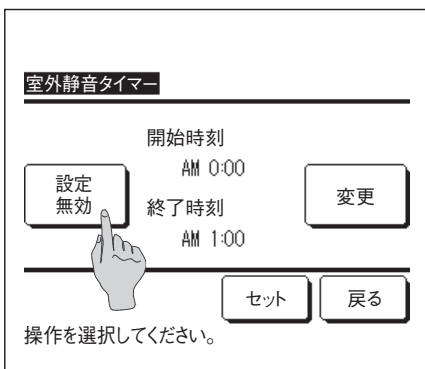 室外静音タイマー
開始時刻
AM 0:00
設定
無効
変更
終了時刻
AM 1:00
セット
戻る
操作を選択してください。